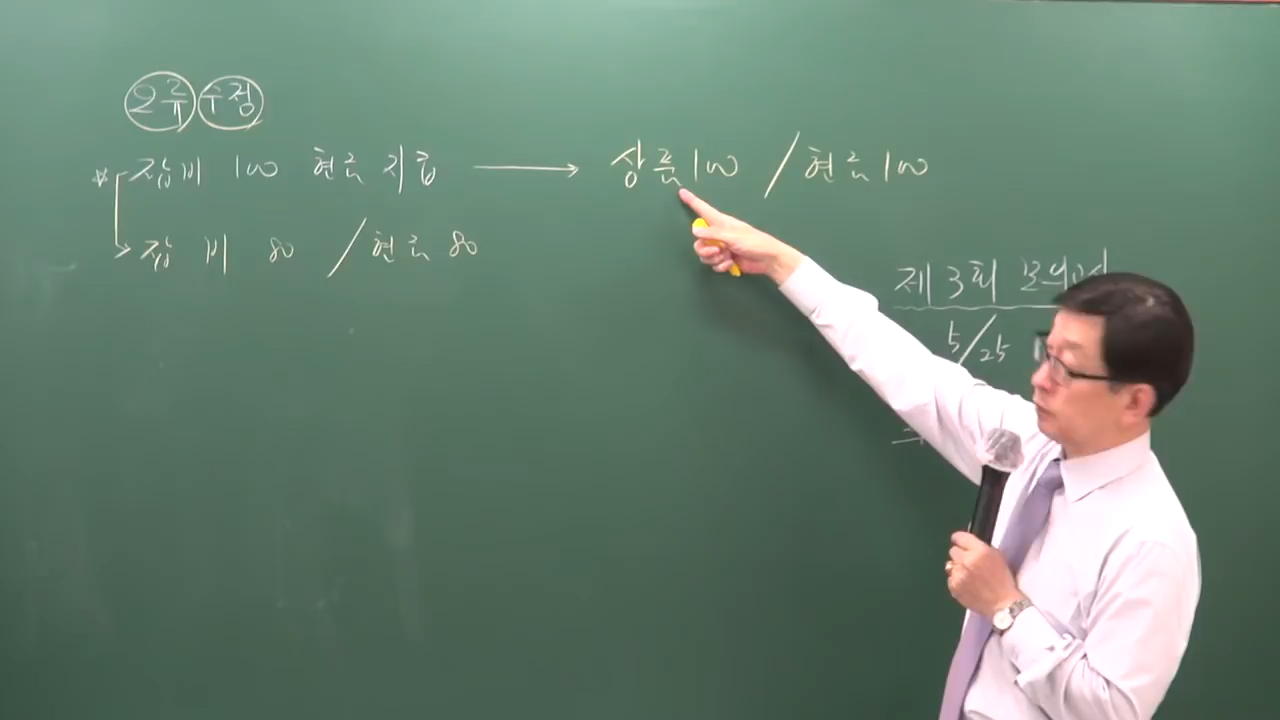 오류 수정
* 잡비 100 현금 지급 → 상품 100 / 현금 100
잡비 80 / 현금 80
제3회 모의고사
5/25